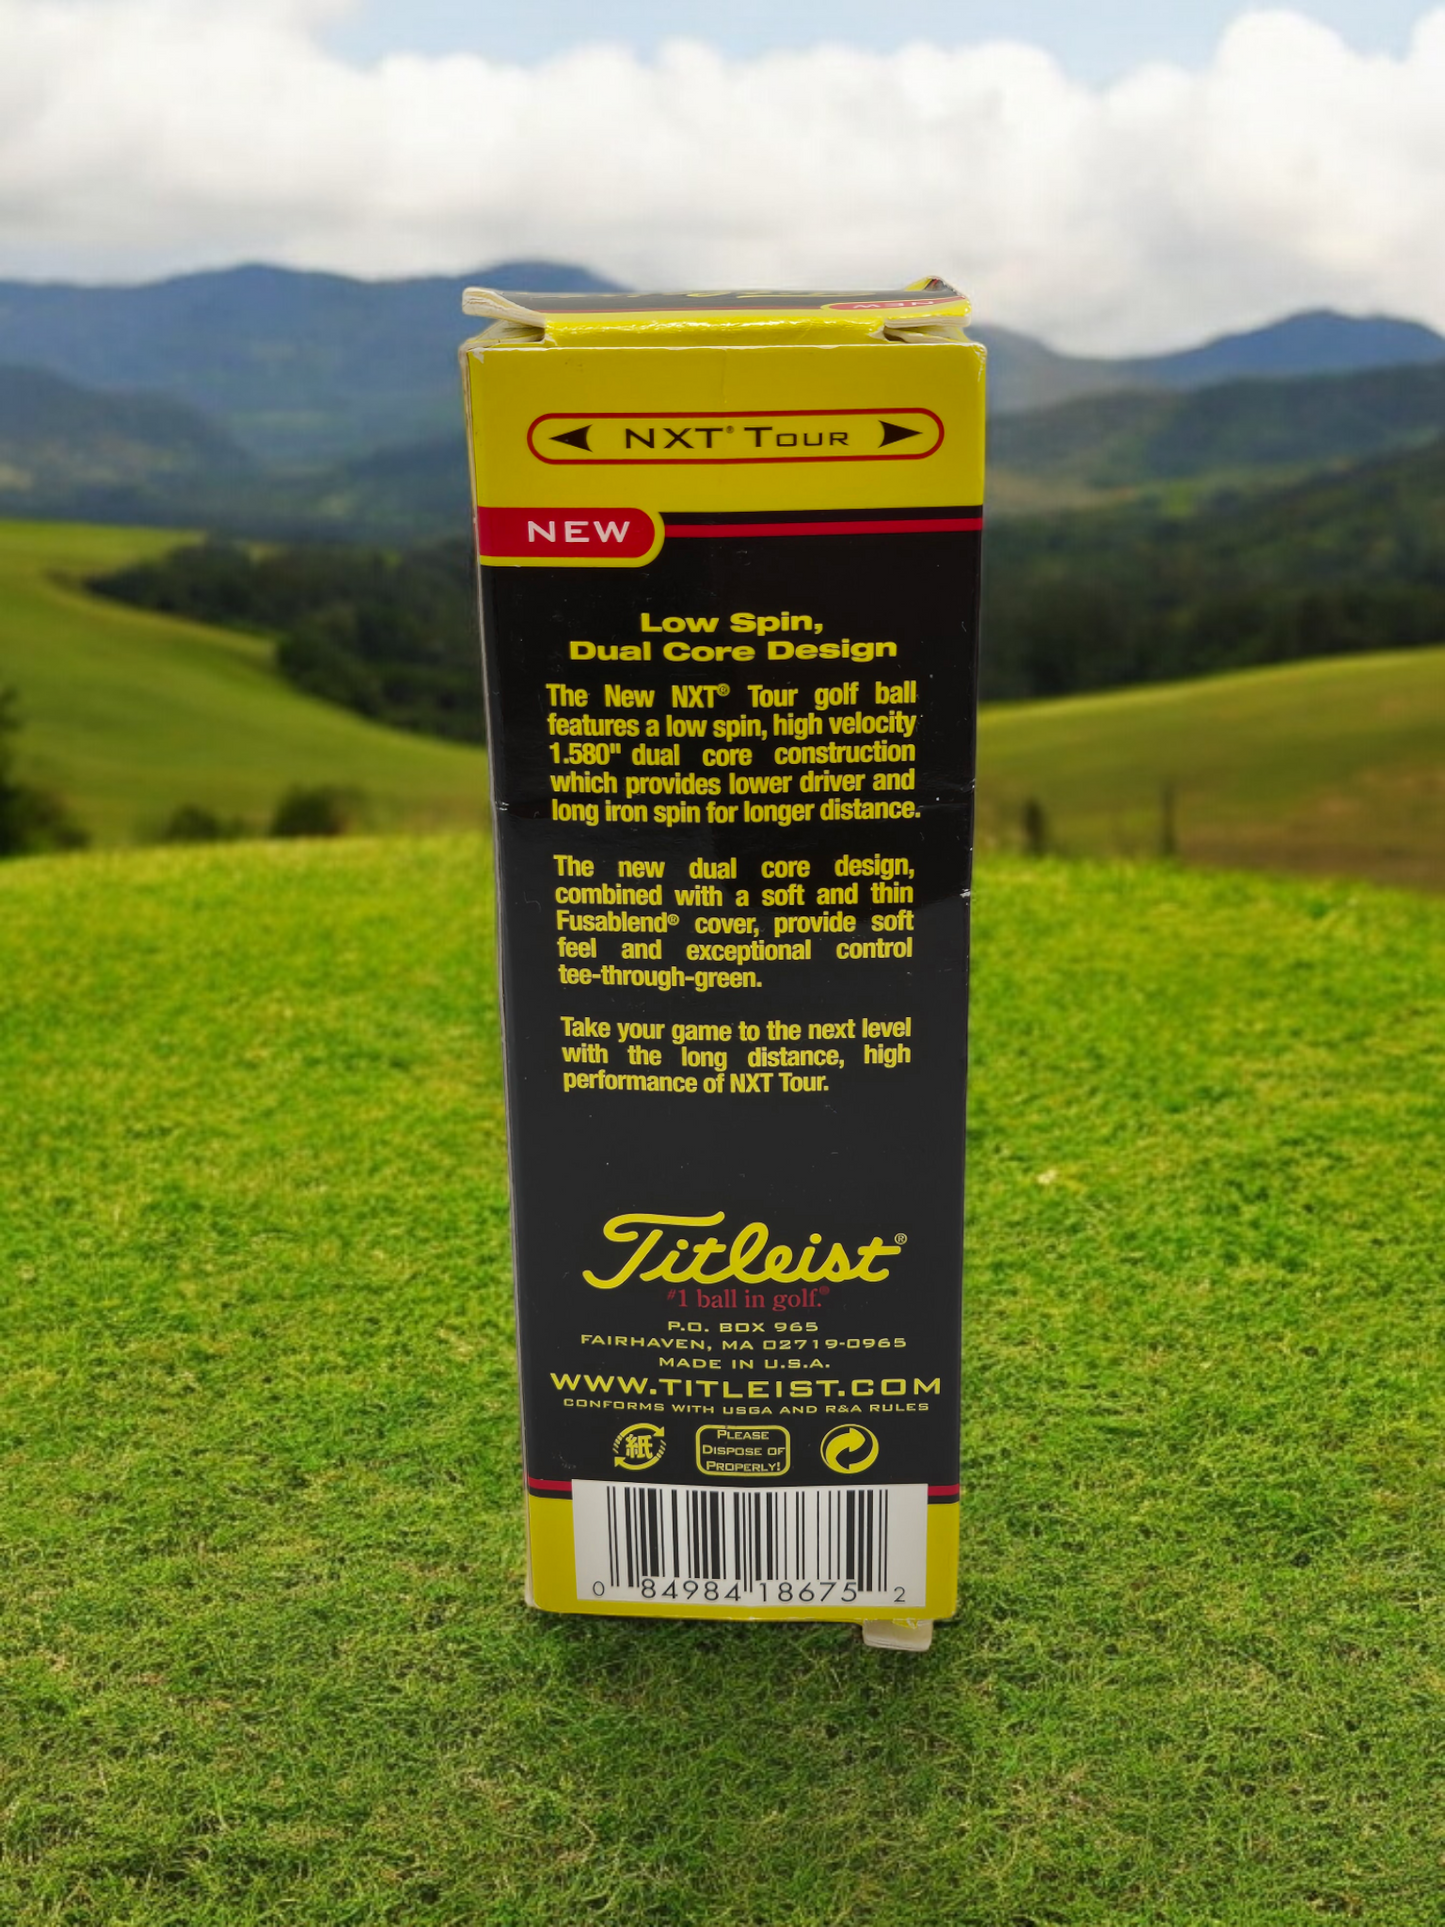 NEW
NXT® Tour
NEW
Low Spin,
Dual Core Design
The New NXT® Tour golf ball
features a low spin, high velocity
1.580" dual core construction
which provides lower driver and
long iron spin for longer distance.
The new dual core design,
combined with a soft and thin
Fusablend® cover, provide soft
feel and exceptional control
tee-through-green.
Take your game to the next level
with the long distance, high
performance of NXT Tour.
Titleist®
#1 ball in golf.®
P.O. BOX 965
FAIRHAVEN, MA 02719-0965
MADE IN U.S.A.
WWW.TITLEIST.COM
CONFORMS WITH USGA AND R&A RULES
紙
PLEASE
DISPOSE OF
PROPERLY!
0 84984 18675 2